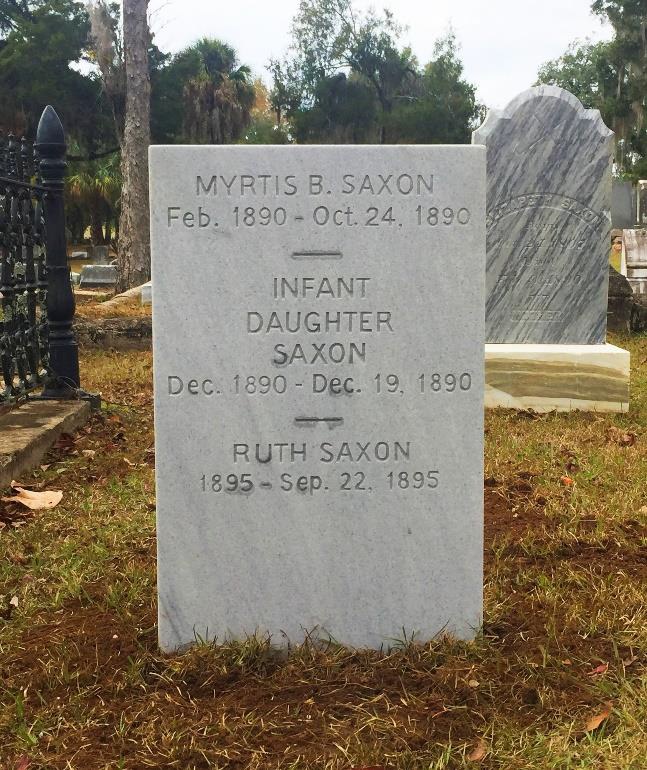 MYRTIS B. SAXON
Feb. 1890 - Oct. 24, 1890
INFANT
DAUGHTER
SAXON
Dec. 1890 - Dec. 19, 1890
RUTH SAXON
1895 - Sep. 22, 1895
MOTHER